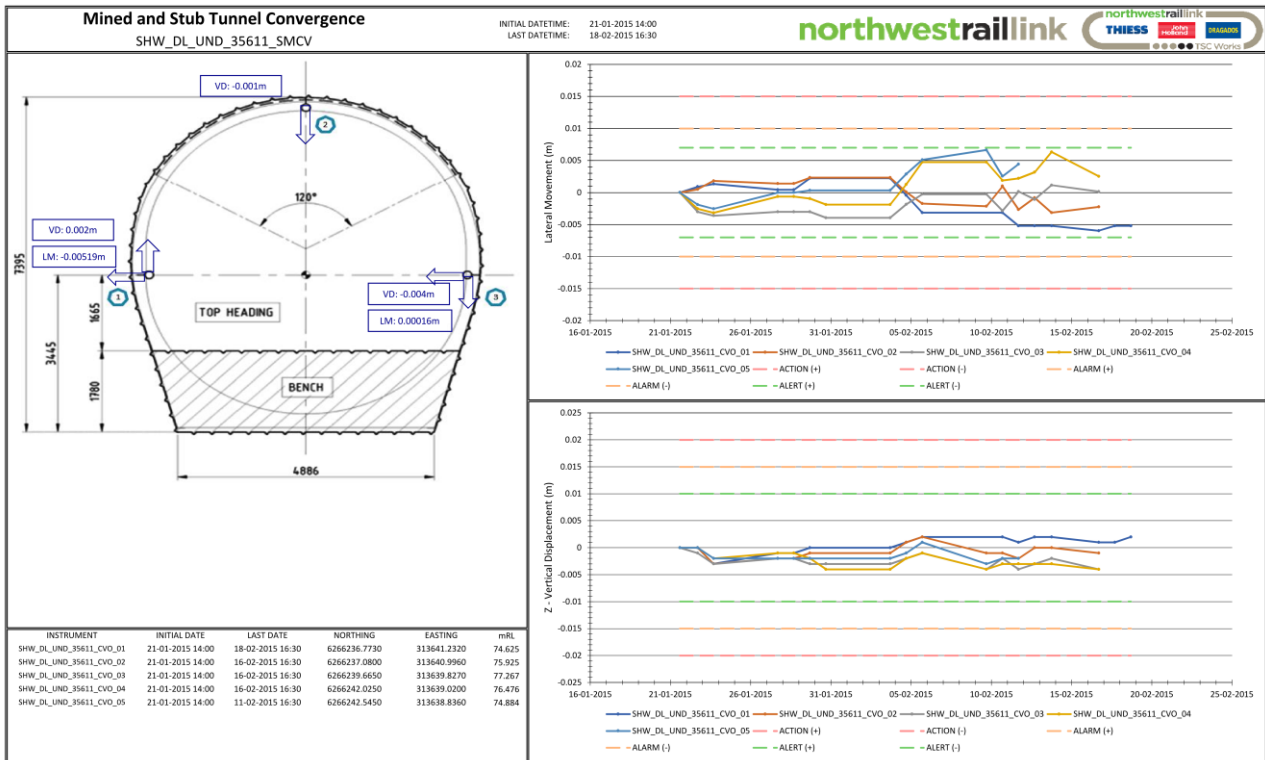 Mined and Stub Tunnel Convergence
SHW_DL_UND_35611_SMCV
INITIAL DATETIME: 21-01-2015 14:00
LAST DATETIME: 18-02-2015 16:30
northwestraillink
northwestraillink
THIESS John Holland DRAGADOS
TSC Works
VD: -0.001m
2
120°
VD: 0.002m
LM: -0.00519m
1
VD: -0.004m
LM: 0.00016m
3
TOP HEADING
BENCH
7395
3445
1665
1780
4886
INSTRUMENT INITIAL DATE LAST DATE NORTHING EASTING mRL
SHW_DL_UND_35611_CVO_01 21-01-2015 14:00 18-02-2015 16:30 6266236.7730 313641.2320 74.625
SHW_DL_UND_35611_CVO_02 21-01-2015 14:00 16-02-2015 16:30 6266237.0800 313640.9960 75.925
SHW_DL_UND_35611_CVO_03 21-01-2015 14:00 16-02-2015 16:30 6266239.6650 313639.8270 77.267
SHW_DL_UND_35611_CVO_04 21-01-2015 14:00 16-02-2015 16:30 6266242.0250 313639.0200 76.476
SHW_DL_UND_35611_CVO_05 21-01-2015 14:00 11-02-2015 16:30 6266242.5450 313638.8360 74.884
Lateral Movement (m)
0.02
0.015
0.01
0.005
0
-0.005
-0.01
-0.015
-0.02
16-01-2015 21-01-2015 26-01-2015 31-01-2015 05-02-2015 10-02-2015 15-02-2015 20-02-2015 25-02-2015
SHW_DL_UND_35611_CVO_01 SHW_DL_UND_35611_CVO_02 SHW_DL_UND_35611_CVO_03 SHW_DL_UND_35611_CVO_04
SHW_DL_UND_35611_CVO_05 ACTION (+) ACTION (-) ALARM (+)
ALARM (-) ALERT (+) ALERT (-)
Z - Vertical Displacement (m)
0.025
0.02
0.015
0.01
0.005
0
-0.005
-0.01
-0.015
-0.02
-0.025
16-01-2015 21-01-2015 26-01-2015 31-01-2015 05-02-2015 10-02-2015 15-02-2015 20-02-2015 25-02-2015
SHW_DL_UND_35611_CVO_01 SHW_DL_UND_35611_CVO_02 SHW_DL_UND_35611_CVO_03 SHW_DL_UND_35611_CVO_04
SHW_DL_UND_35611_CVO_05 ACTION (+) ACTION (-) ALARM (+)
ALARM (-) ALERT (+) ALERT (-)